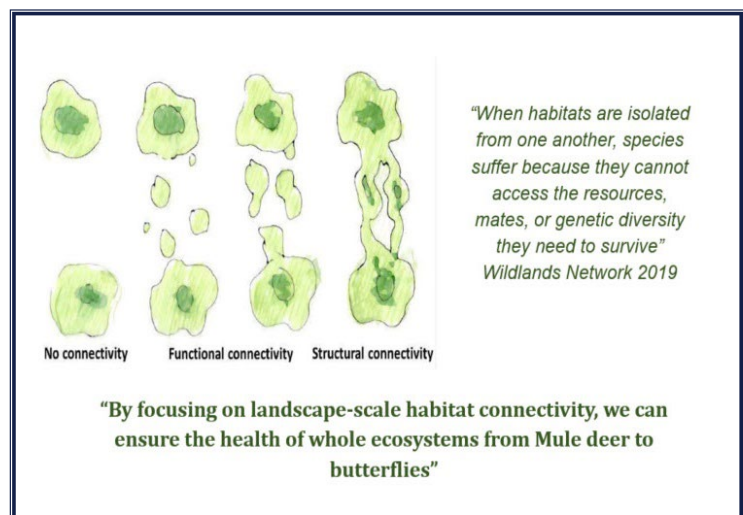 “When habitats are isolated
from one another, species
suffer because they cannot
access the resources,
mates, or genetic diversity
they need to survive”
Wildlands Network 2019
No connectivity
Functional connectivity
Structural connectivity
“By focusing on landscape-scale habitat connectivity, we can
ensure the health of whole ecosystems from Mule deer to
butterflies”